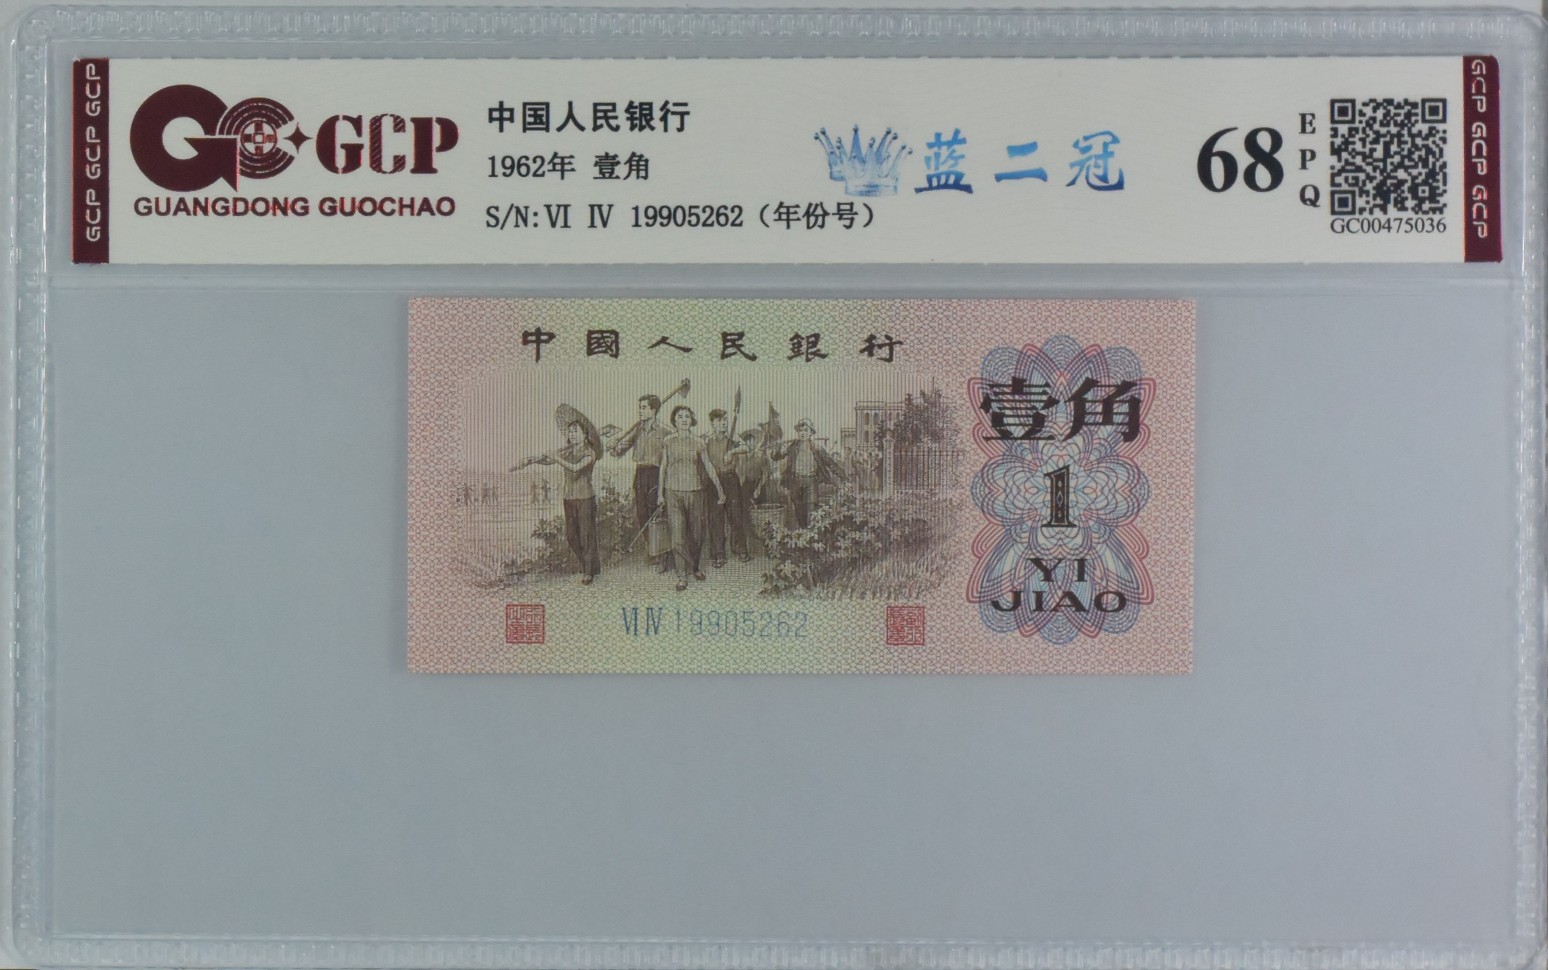 GCP GCP GCP
GCP
GUANGDONG GUOCHAO
中国人民银行
1962年 壹角
S/N:Ⅵ Ⅳ 19905262（年份号）
蓝二冠
68
EPQ
GC00475036
GCP GCP GCP
中國人民銀行
壹角
1
YI
JIAO
ⅥⅣ19905262